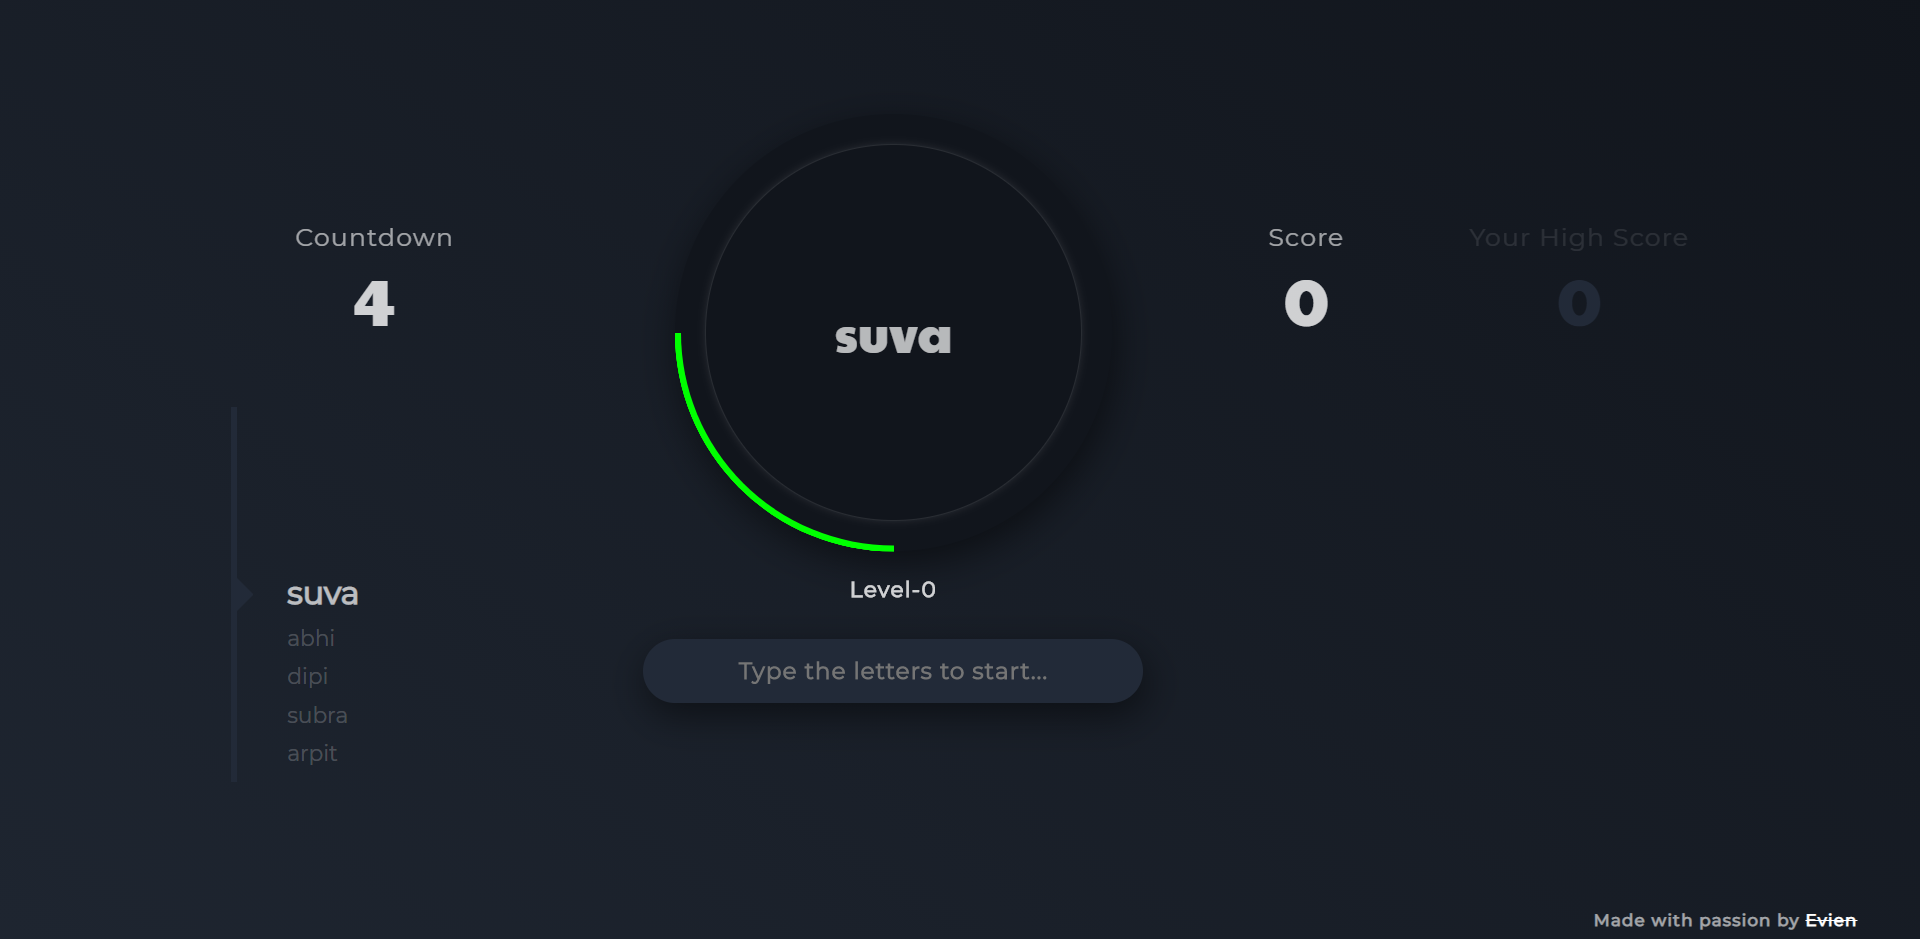 Countdown
4
suva
abhi
dipi
subra
arpit
suva
Level-0
Type the letters to start...
Score
0
Your High Score
0
Made with passion by Evien